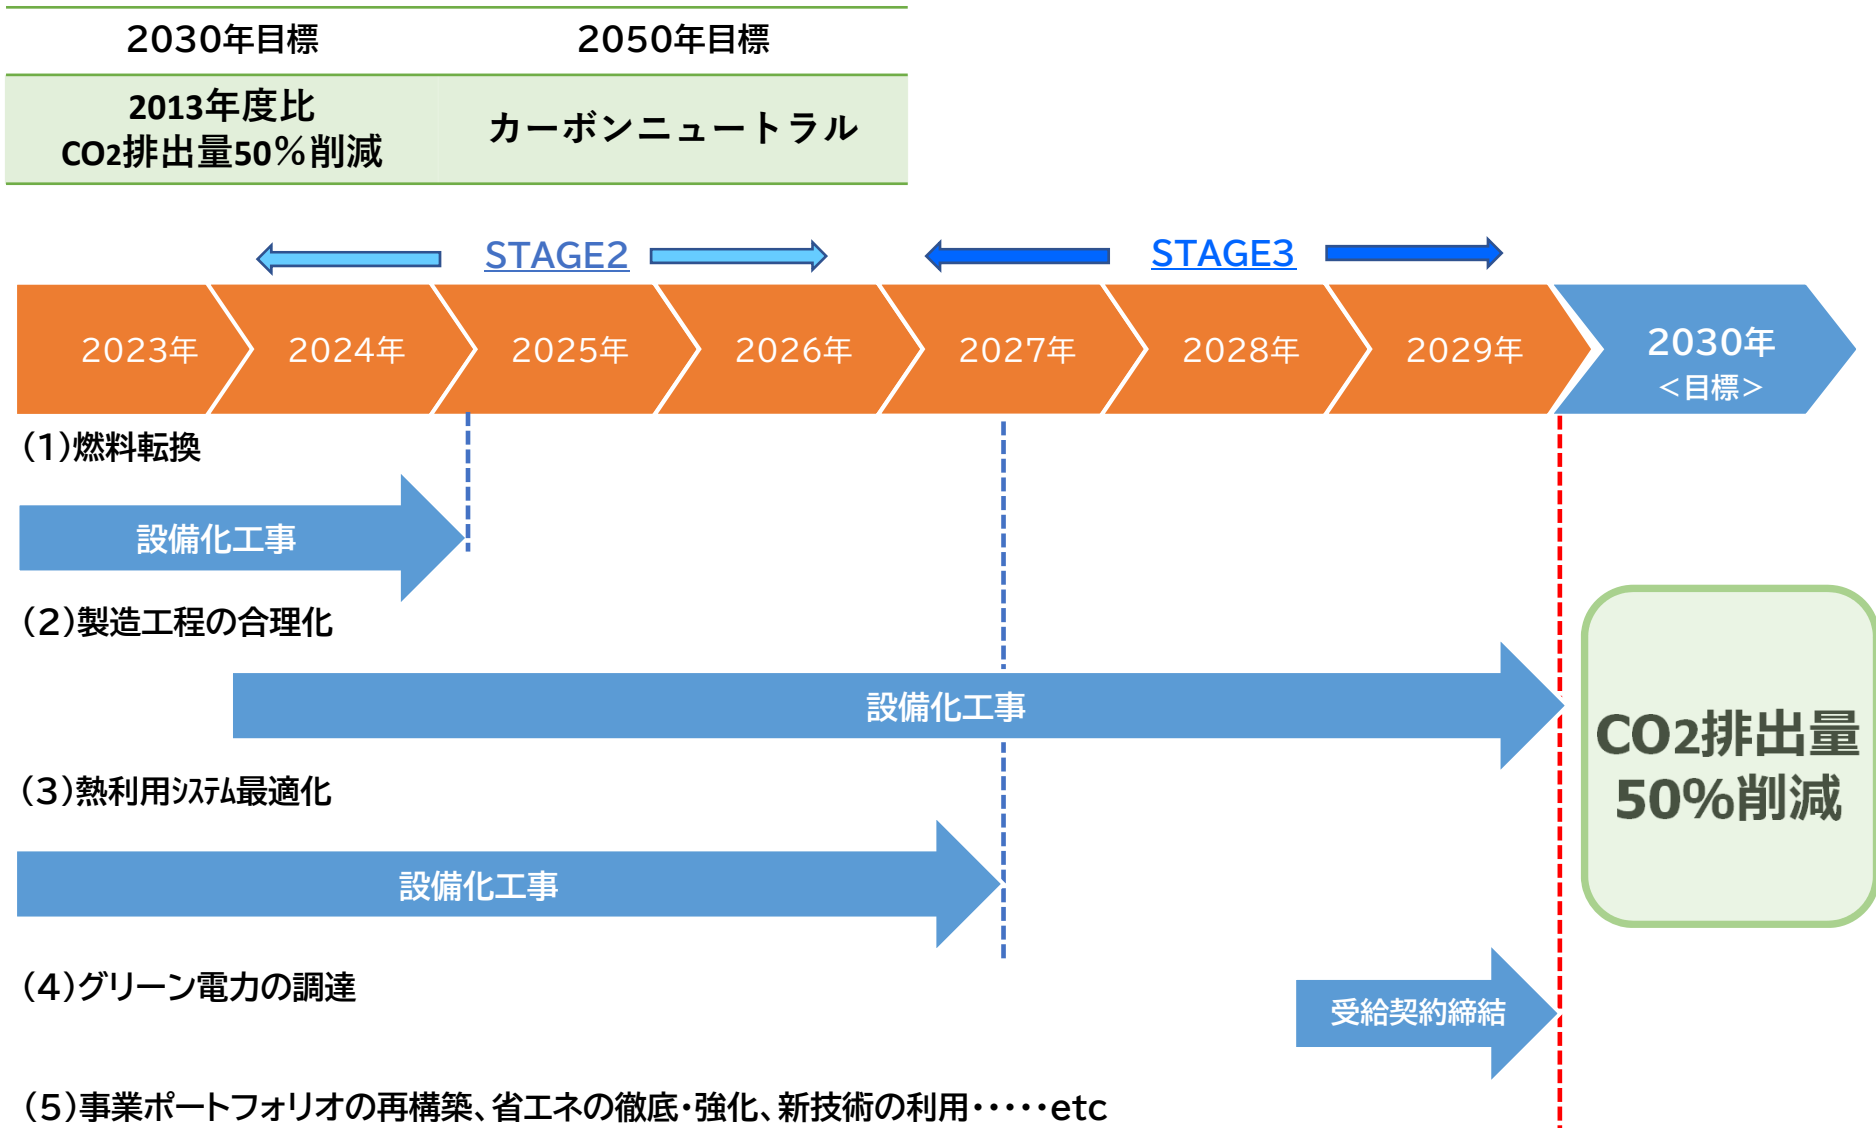 2030年目標
2050年目標
2013年度比
CO2排出量50％削減
カーボンニュートラル
STAGE2
STAGE3
2023年
2024年
2025年
2026年
2027年
2028年
2029年
2030年
＜目標＞
(1)燃料転換
設備化工事
(2)製造工程の合理化
設備化工事
(3)熱利用ｼｽﾃﾑ最適化
設備化工事
(4)グリーン電力の調達
受給契約締結
(5)事業ポートフォリオの再構築、省エネの徹底・強化、新技術の利用・・・・・etc
CO2排出量
50%削減